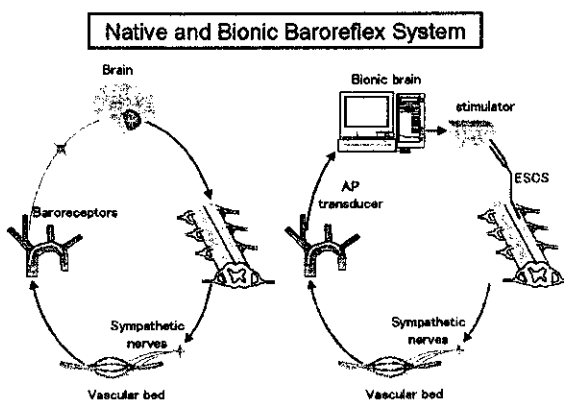 Native and Bionic Baroreflex System
Brain
Baroreceptors
Sympathetic
nerves
Vascular bed
Bionic brain
stimulator
ESCS
AP
transducer
Sympathetic
nerves
Vascular bed